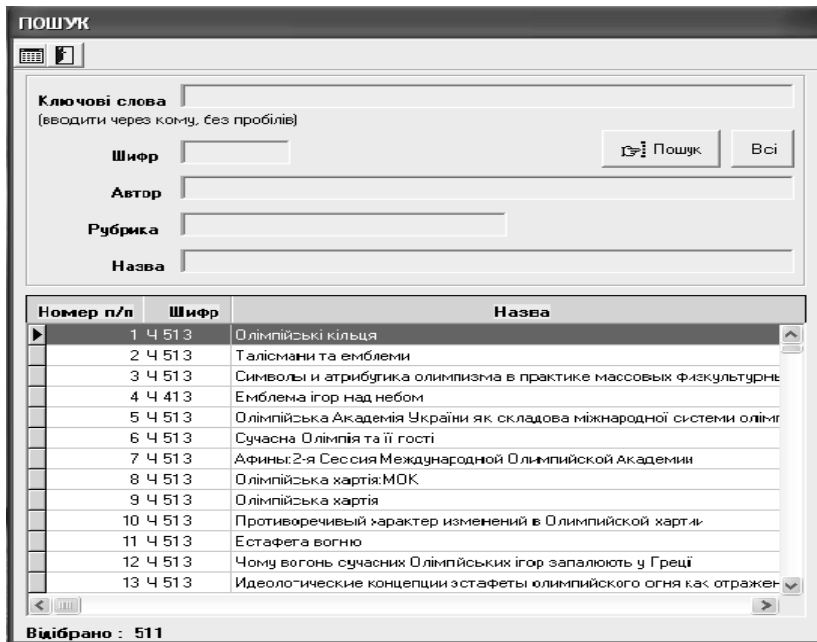 ПОШУК
Ключові слова
(вводити через кому, без пробілів)
Шифр
Пошук Всі
Автор
Рубрика
Назва
Номер п/п Шифр Назва
1 Ч 513 Олімпійські кільця
2 Ч 513 Талісмани та емблеми
3 Ч 513 Символы и атрибутика олимпизма в практике массовых физкультурнь
4 Ч 413 Емблема ігор над небом
5 Ч 513 Олімпійська Академія України як складова міжнародної системи олімп
6 Ч 513 Сучасна Олімпія та її гості
7 Ч 513 Афины:2-я Сессия Международной Олимпийской Академии
8 Ч 513 Олімпійська хартія:МОК
9 Ч 513 Олімпійська хартія
10 Ч 513 Противоречивый характер изменений в Олимпийской хартии
11 Ч 513 Естафета вогню
12 Ч 513 Чому вогонь сучасних Олімпійських ігор запалюють у Греції
13 Ч 513 Идеологические концепции эстафеты олимпийского огня как отражен
Відібрано : 511